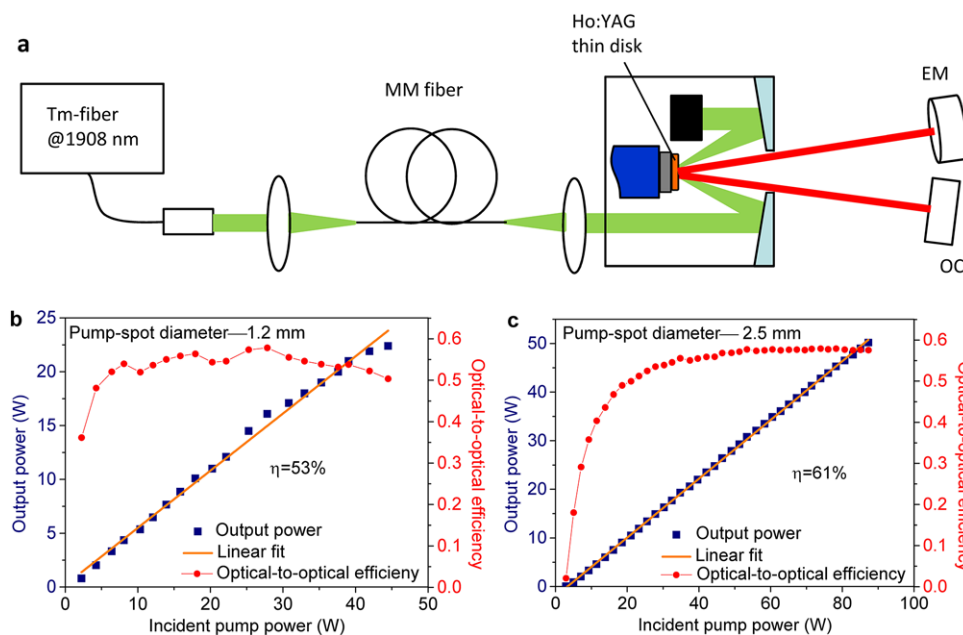 a
Tm-fiber
@1908 nm
MM fiber
Ho:YAG
thin disk
EM
OC
b
Pump-spot diameter—1.2 mm
η=53%
Output power
Linear fit
Optical-to-optical efficieny
0
5
10
15
20
25
0
10
20
30
40
50
0.0
0.1
0.2
0.3
0.4
0.5
0.6
Output power (W)
Incident pump power (W)
Optical-to-optical efficiency
c
Pump-spot diameter—2.5 mm
η=61%
Output power
Linear fit
Optical-to-optical efficiency
0
10
20
30
40
50
0
20
40
60
80
100
0.0
0.1
0.2
0.3
0.4
0.5
0.6
Output power (W)
Incident pump power (W)
Optical-to-optical efficiency